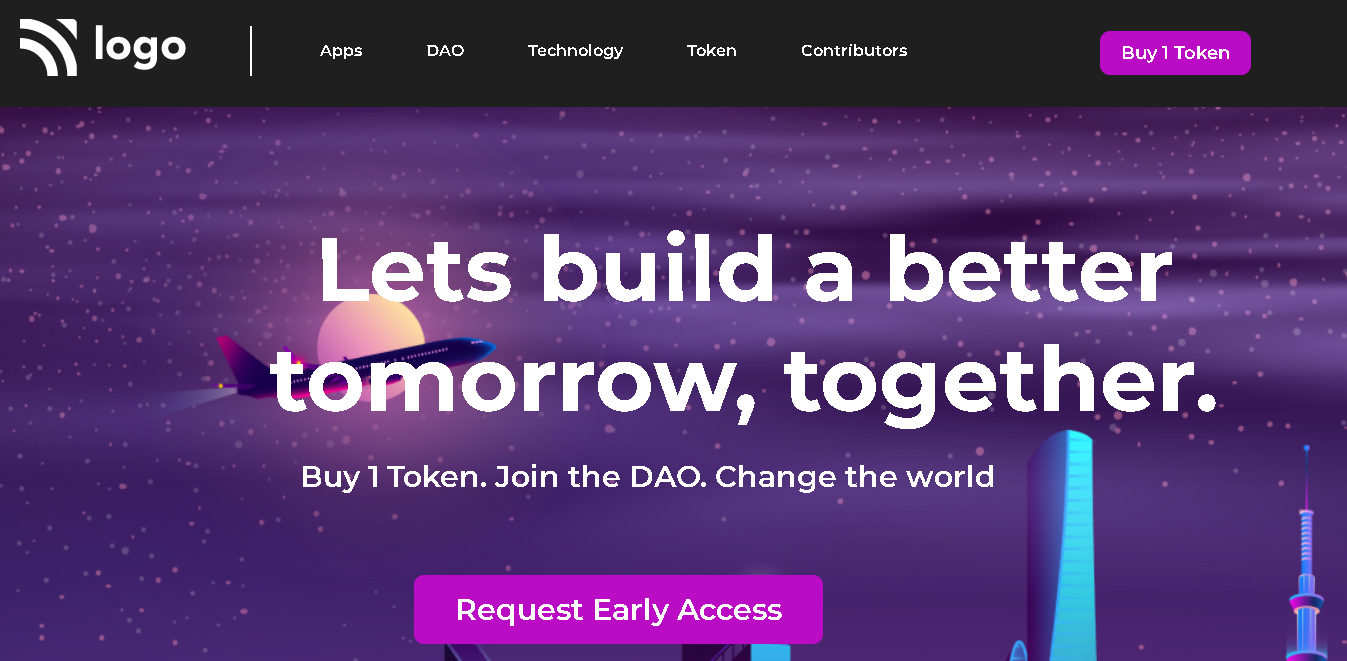 logo
Apps DAO Technology Token Contributors Buy 1 Token
Lets build a better
tomorrow, together.
Buy 1 Token. Join the DAO. Change the world
Request Early Access